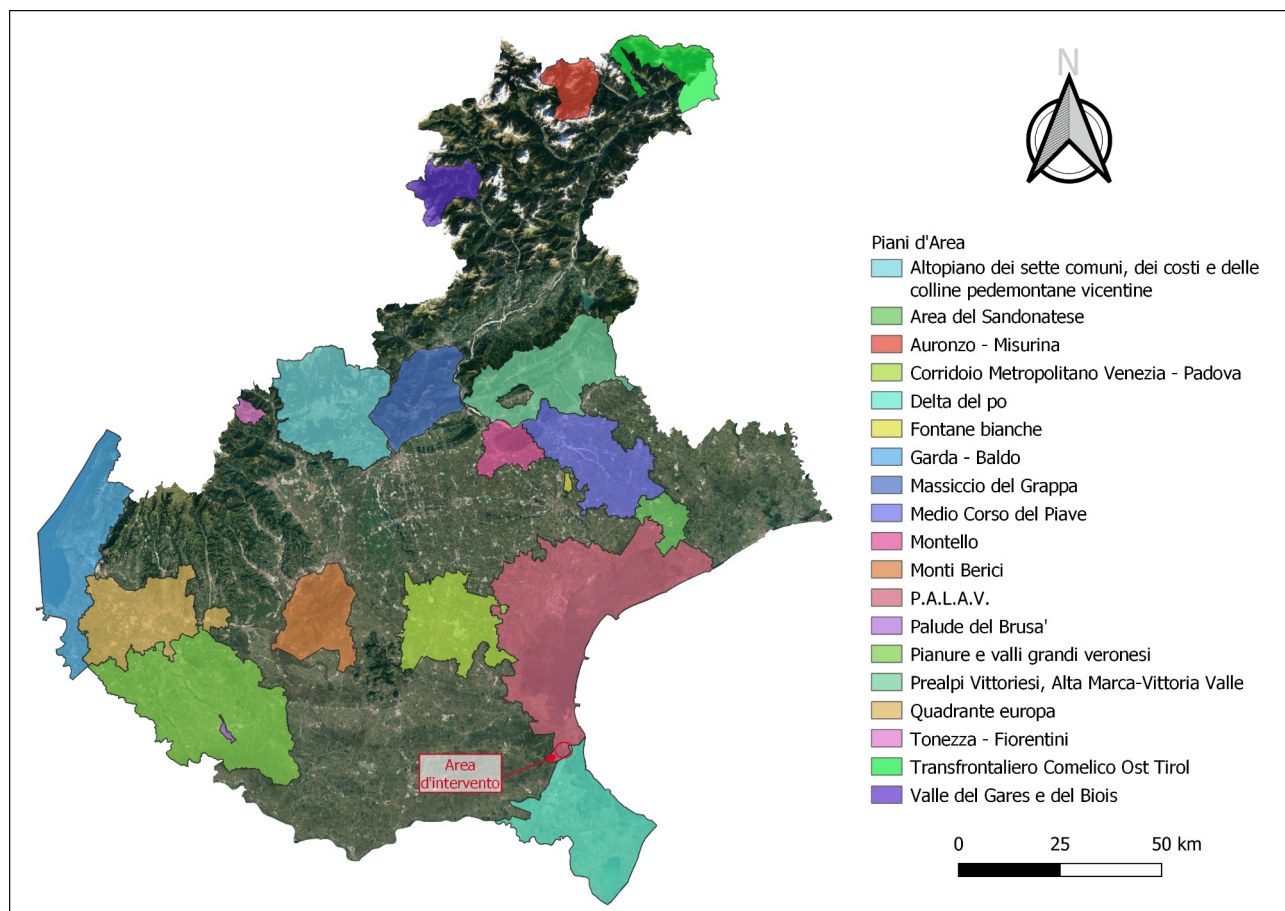 N
Piani d'Area
Altopiano dei sette comuni, dei costi e delle
colline pedemontane vicentine
Area del Sandonatese
Auronzo - Misurina
Corridoio Metropolitano Venezia - Padova
Delta del po
Fontane bianche
Garda - Baldo
Massiccio del Grappa
Medio Corso del Piave
Montello
Monti Berici
P.A.L.A.V.
Palude del Brusa'
Pianure e valli grandi veronesi
Prealpi Vittoriesi, Alta Marca-Vittoria Valle
Quadrante europa
Tonezza - Fiorentini
Transfrontaliero Comelico Ost Tirol
Valle del Gares e del Biois
Area
d'intervento
0 25 50 km